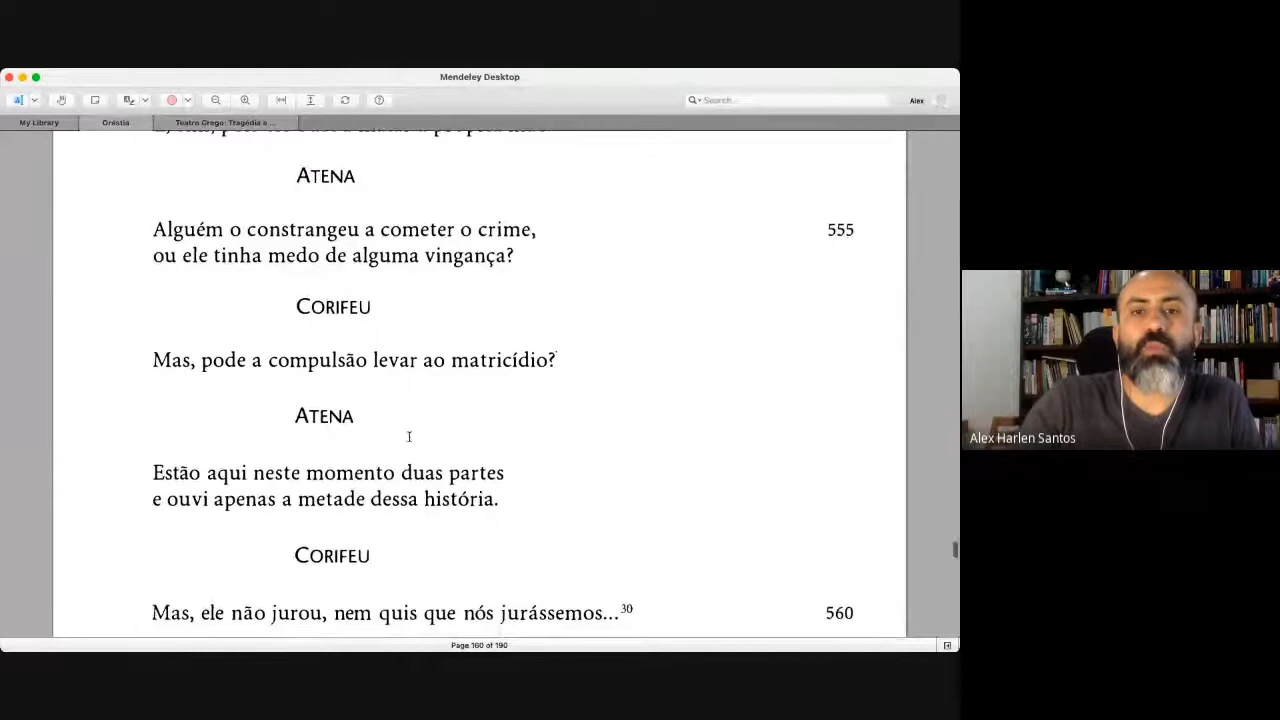 Mendeley Desktop
Search...
Alex
My Library
Oréstia
Teatro Grego: Tragédia e ...
ATENA
Alguém o constrangeu a cometer o crime, 555
ou ele tinha medo de alguma vingança?
CORIFEU
Mas, pode a compulsão levar ao matricídio?
ATENA
Estão aqui neste momento duas partes
e ouvi apenas a metade dessa história.
CORIFEU
Mas, ele não jurou, nem quis que nós jurássemos...30 560
Page 160 of 190
Alex Harlen Santos